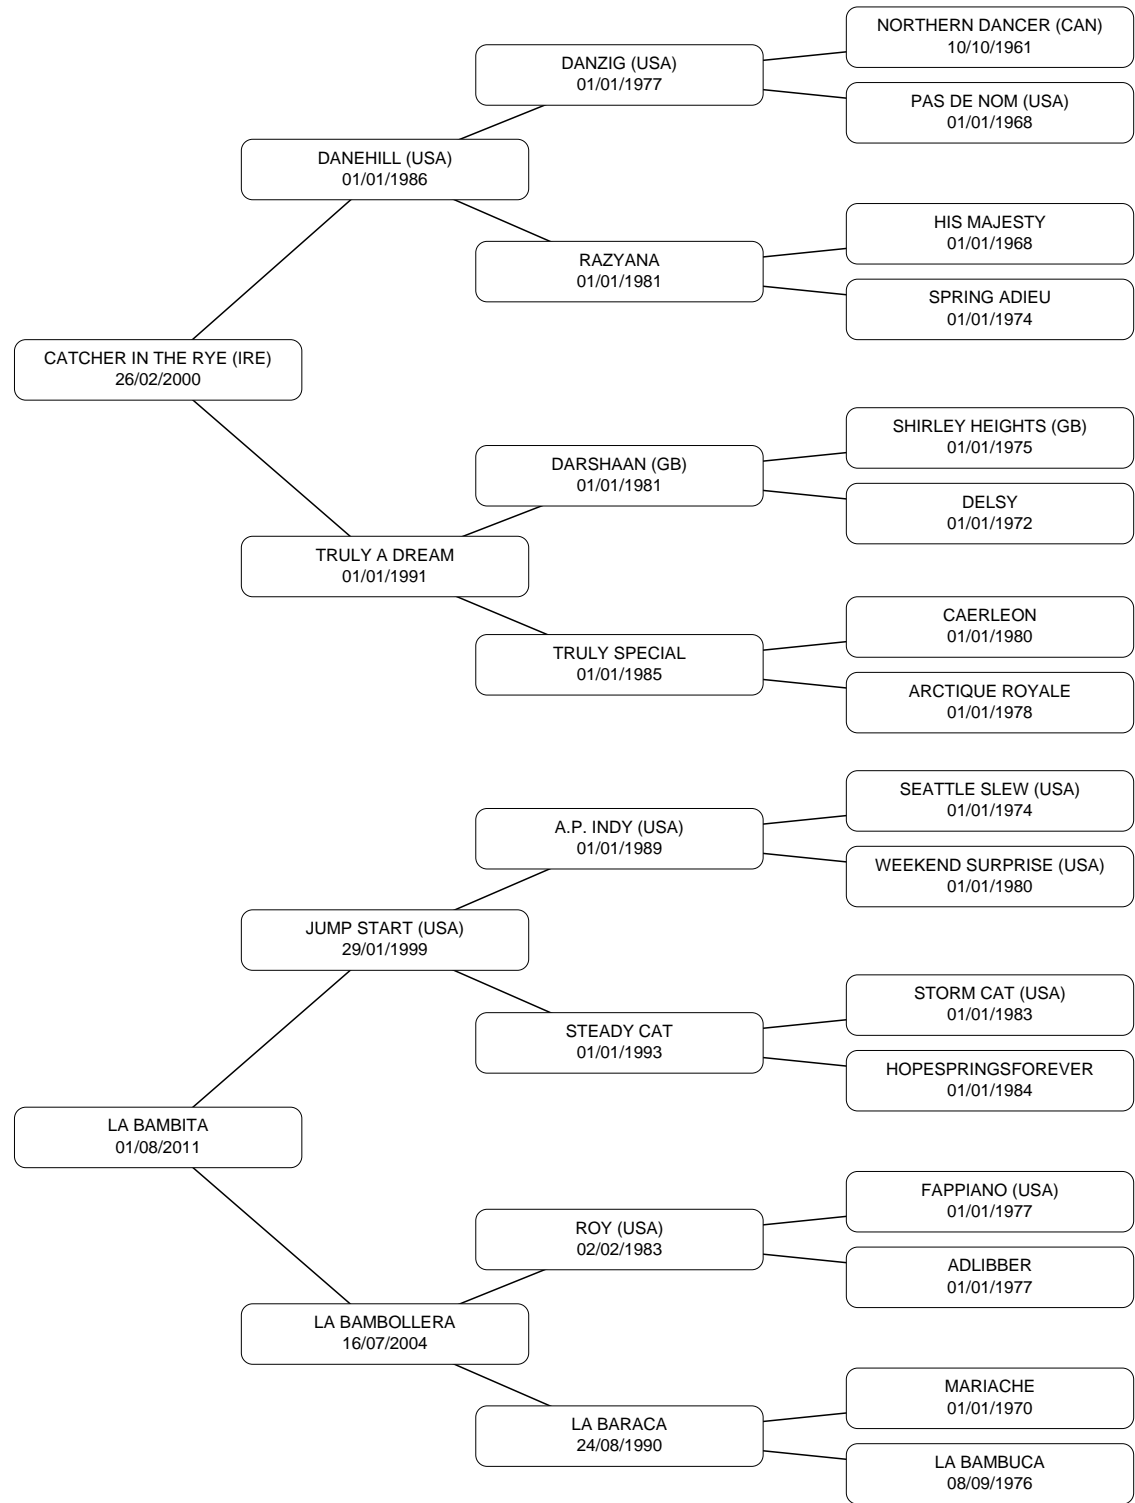 NORTHERN DANCER (CAN)
10/10/1961
DANZIG (USA)
01/01/1977
PAS DE NOM (USA)
01/01/1968
DANEHILL (USA)
01/01/1986
HIS MAJESTY
01/01/1968
RAZYANA
01/01/1981
SPRING ADIEU
01/01/1974
CATCHER IN THE RYE (IRE)
26/02/2000
SHIRLEY HEIGHTS (GB)
01/01/1975
DARSHAAN (GB)
01/01/1981
DELSY
01/01/1972
TRULY A DREAM
01/01/1991
CAERLEON
01/01/1980
TRULY SPECIAL
01/01/1985
ARCTIQUE ROYALE
01/01/1978
SEATTLE SLEW (USA)
01/01/1974
A.P. INDY (USA)
01/01/1989
WEEKEND SURPRISE (USA)
01/01/1980
JUMP START (USA)
29/01/1999
STORM CAT (USA)
01/01/1983
STEADY CAT
01/01/1993
HOPESPRINGSFOREVER
01/01/1984
LA BAMBITA
01/08/2011
FAPPIANO (USA)
01/01/1977
ROY (USA)
02/02/1983
ADLIBBER
01/01/1977
LA BAMBOLLERA
16/07/2004
MARIACHE
01/01/1970
LA BARACA
24/08/1990
LA BAMBUCA
08/09/1976